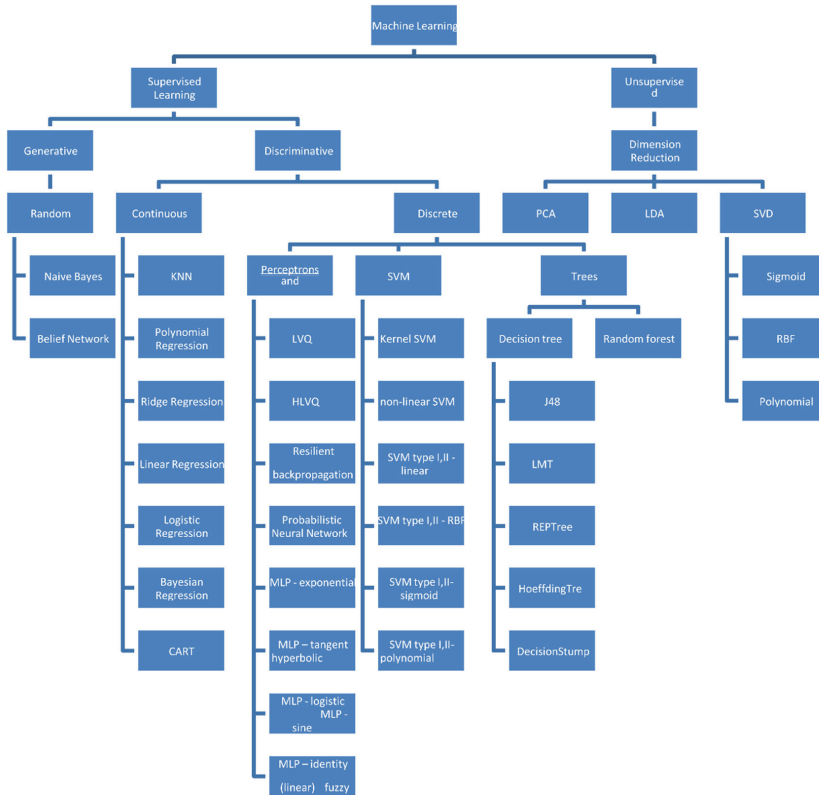 Machine Learning
Supervised
Learning
Unsupervise
d
Generative
Discriminative
Dimension
Reduction
Random
Continuous
Discrete
PCA
LDA
SVD
Naive Bayes
KNN
Perceptrons
and
SVM
Trees
Sigmoid
Belief Network
Polynomial
Regression
LVQ
Kernel SVM
Decision tree
Random forest
RBF
Ridge Regression
HLVQ
non-linear SVM
J48
Polynomial
Linear Regression
Resilient
backpropagation
SVM type I,II -
linear
LMT
Logistic
Regression
Probabilistic
Neural Network
SVM type I,II - RBF
REPTree
Bayesian
Regression
MLP - exponential
SVM type I,II-
sigmoid
HoeffdingTre
CART
MLP – tangent
hyperbolic
SVM type I,II-
polynomial
DecisionStump
MLP - logistic
MLP -
sine
MLP – identity
(linear) fuzzy